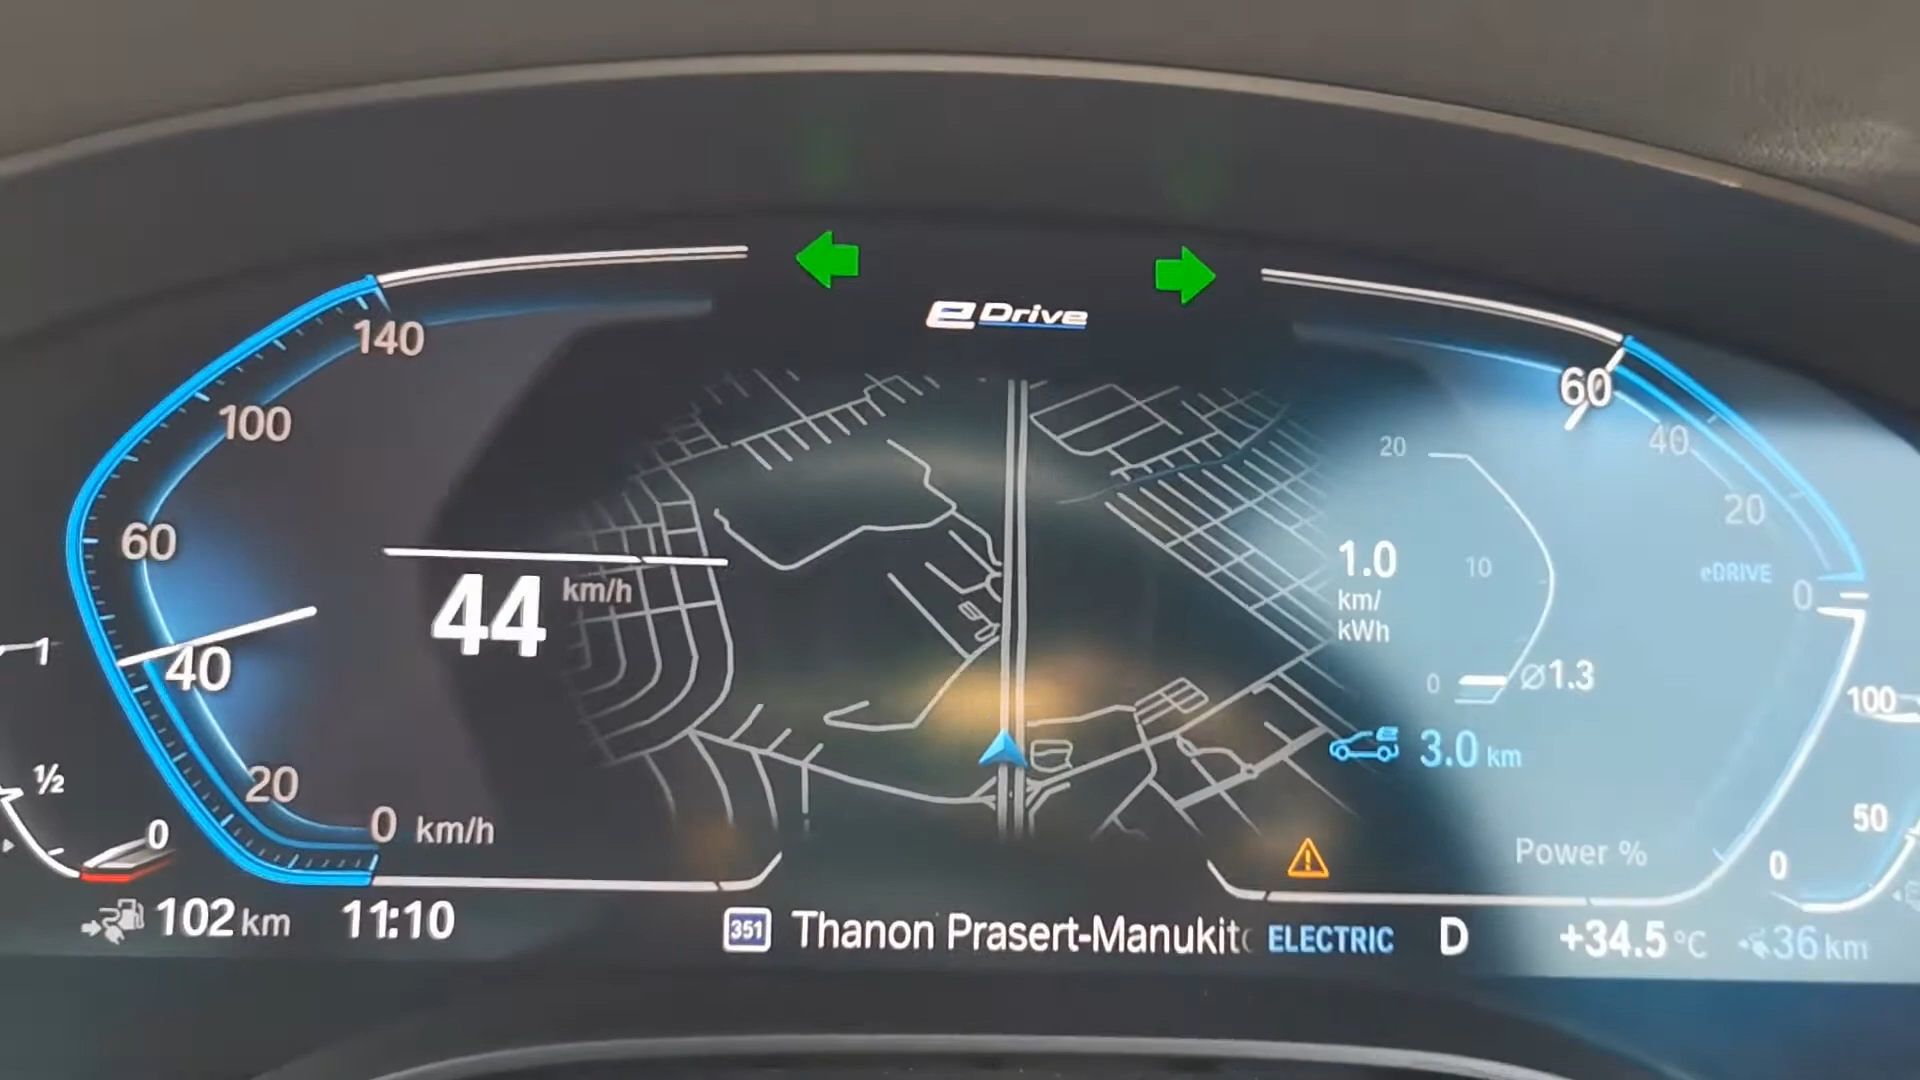 eDrive
140
100
60
40
20
0 km/h
44 km/h
1
½
0
102 km
11:10
351 Thanon Prasert-Manukit
ELECTRIC
D
+34.5 °C
36 km
60
40
20
eDRIVE
0
20
10
0
1.0
km/
kWh
Ø1.3
3.0 km
Power %
100
50
0